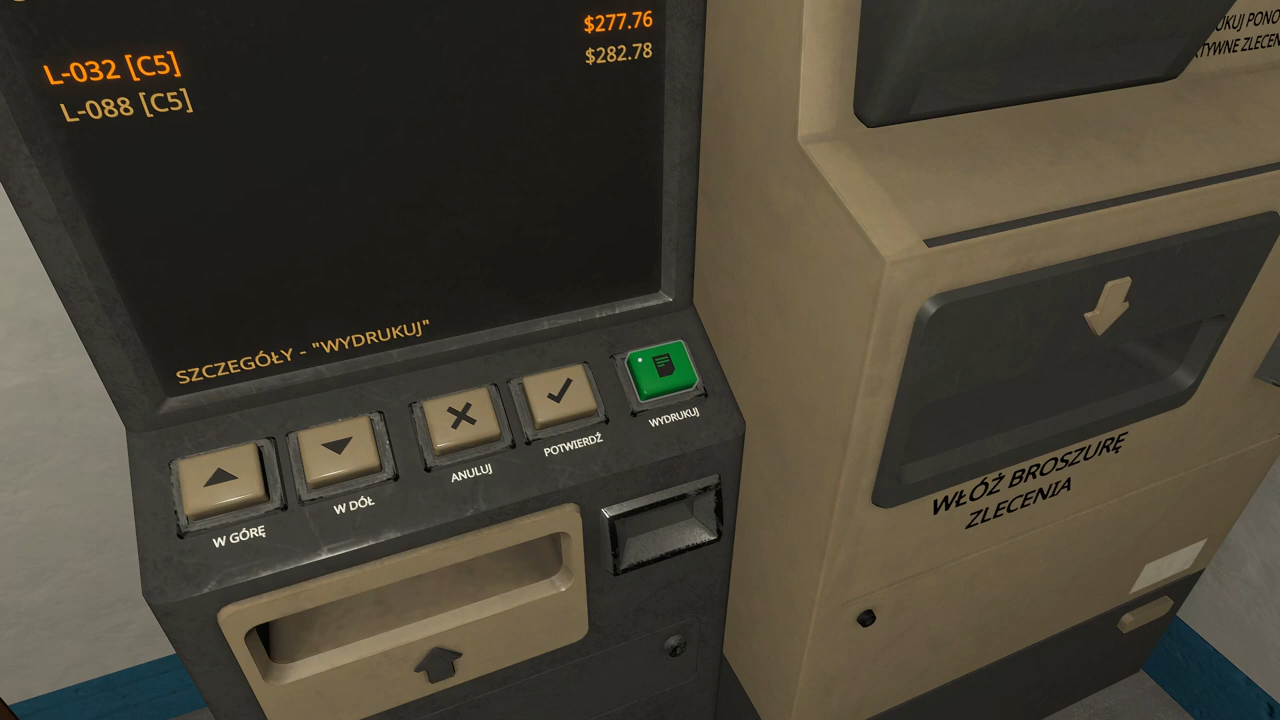 $277.76
L-032 [C5]
$282.78
L-088 [C5]
SZCZEGÓŁY - "WYDRUKUJ"
W GÓRĘ
W DÓŁ
ANULUJ
POTWIERDŹ
WYDRUKUJ
WŁÓŻ BROSZURĘ
ZLECENIA